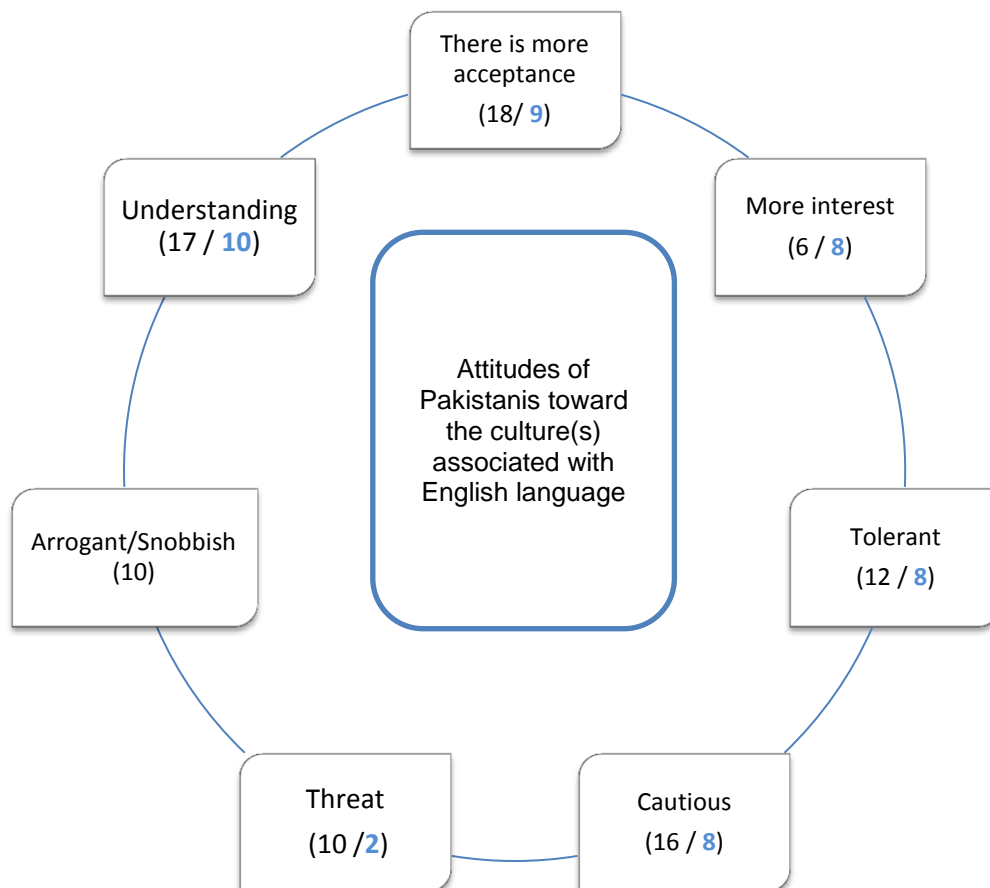 There is more
acceptance
(18/ 9)
More interest
(6 / 8)
Tolerant
(12 / 8)
Cautious
(16 / 8)
Threat
(10 /2)
Arrogant/Snobbish
(10)
Understanding
(17 / 10)
Attitudes of
Pakistanis toward
the culture(s)
associated with
English language